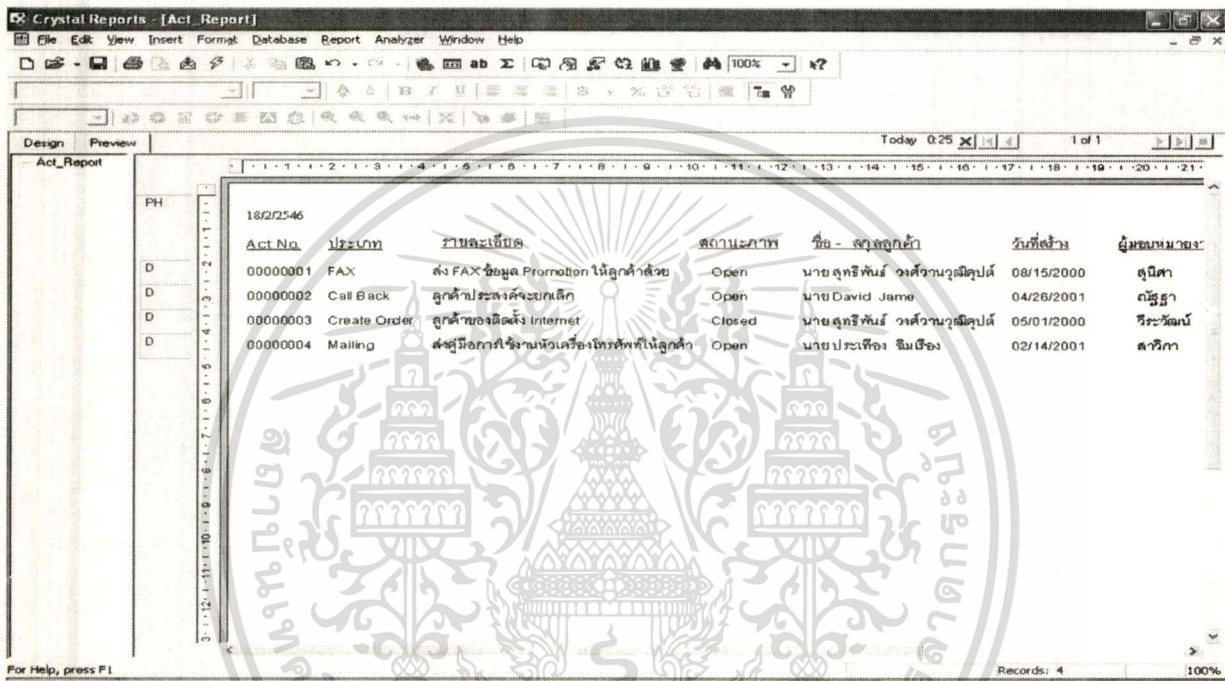 Crystal Reports - [Act_Report]
File Edit View Insert Format Database Report Analyzer Window Help
100%
Design Preview Today 0:25 1 of 1
Act_Report
PH
18/2/2546
Act No. ประเภท รายละเอียด สถานะภาพ ชื่อ - สกุลลูกค้า วันที่สร้าง ผู้มอบหมายงา
D 00000001 FAX ส่ง FAX ข้อมูล Promotion ให้ลูกค้าด้วย Open นาย สุทธิพันธ์ วงศ์วานวุฒิคุปต์ 08/15/2000 สุนิศา
D 00000002 Call Back ลูกค้าประสงค์จะยกเลิก Open นาย David Jame 04/26/2001 ณัฐฐา
D 00000003 Create Order ลูกค้าขอติดตั้ง Internet Closed นาย สุทธิพันธ์ วงศ์วานวุฒิคุปต์ 05/01/2000 วีระวัฒน์
D 00000004 Mailing ส่งคู่มือการใช้งานหัวเครื่องโทรศัพท์ให้ลูกค้า Open นาย ประเทือง 02/14/2001 สาวิกา
For Help, press F1 Records: 4 100%